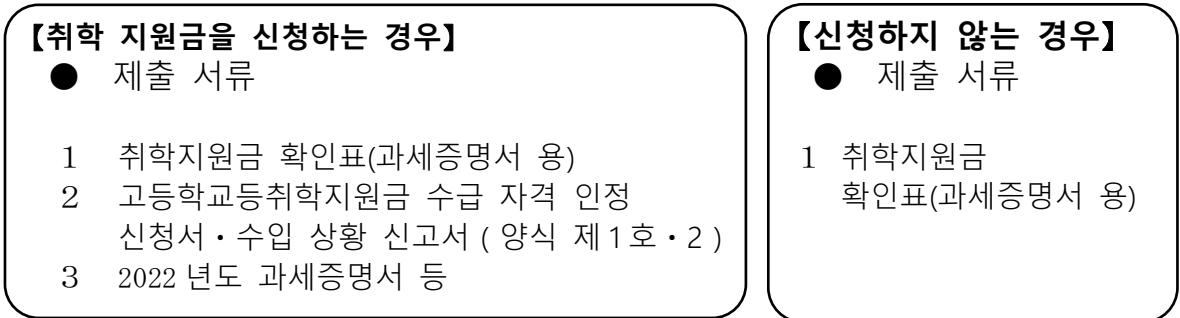 【취학 지원금을 신청하는 경우】
● 제출 서류
1 취학지원금 확인표(과세증명서 용)
2 고등학교등취학지원금 수급 자격 인정
신청서・수입 상황 신고서 ( 양식 제１호・２)
3 2022 년도 과세증명서 등
【신청하지 않는 경우】
● 제출 서류
1 취학지원금
확인표(과세증명서 용)